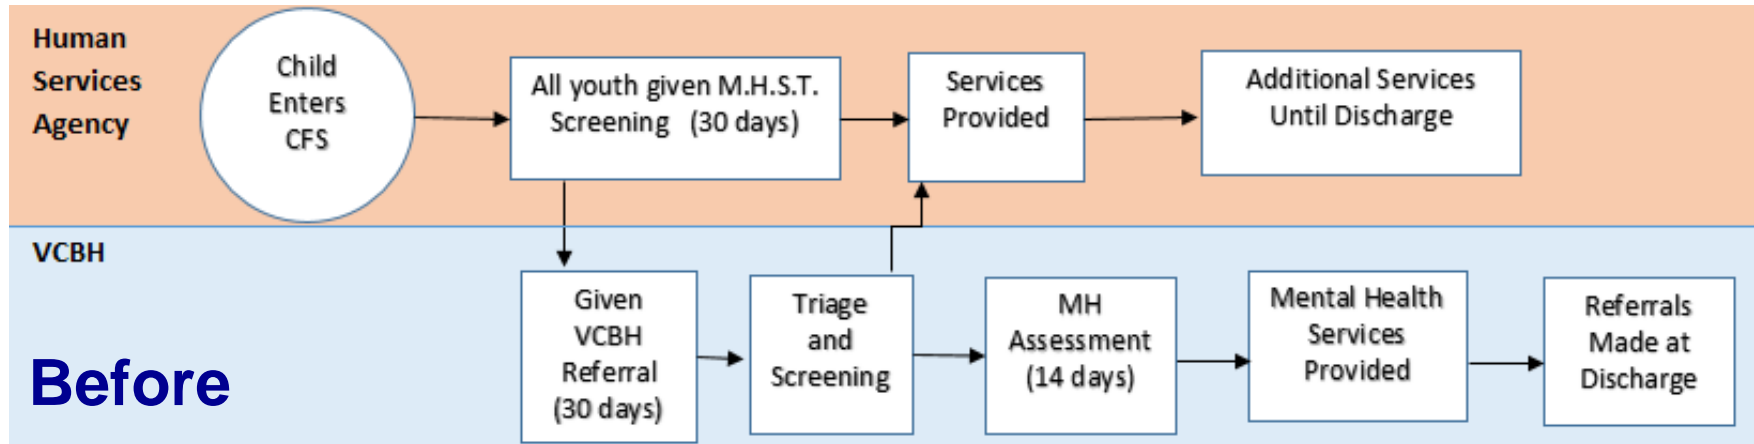 Human
Services
Agency
Child
Enters
CFS
All youth given M.H.S.T.
Screening (30 days)
Services
Provided
Additional Services
Until Discharge
VCBH
Before
Given
VCBH
Referral
(30 days)
Triage
and
Screening
MH
Assessment
(14 days)
Mental Health
Services
Provided
Referrals
Made at
Discharge